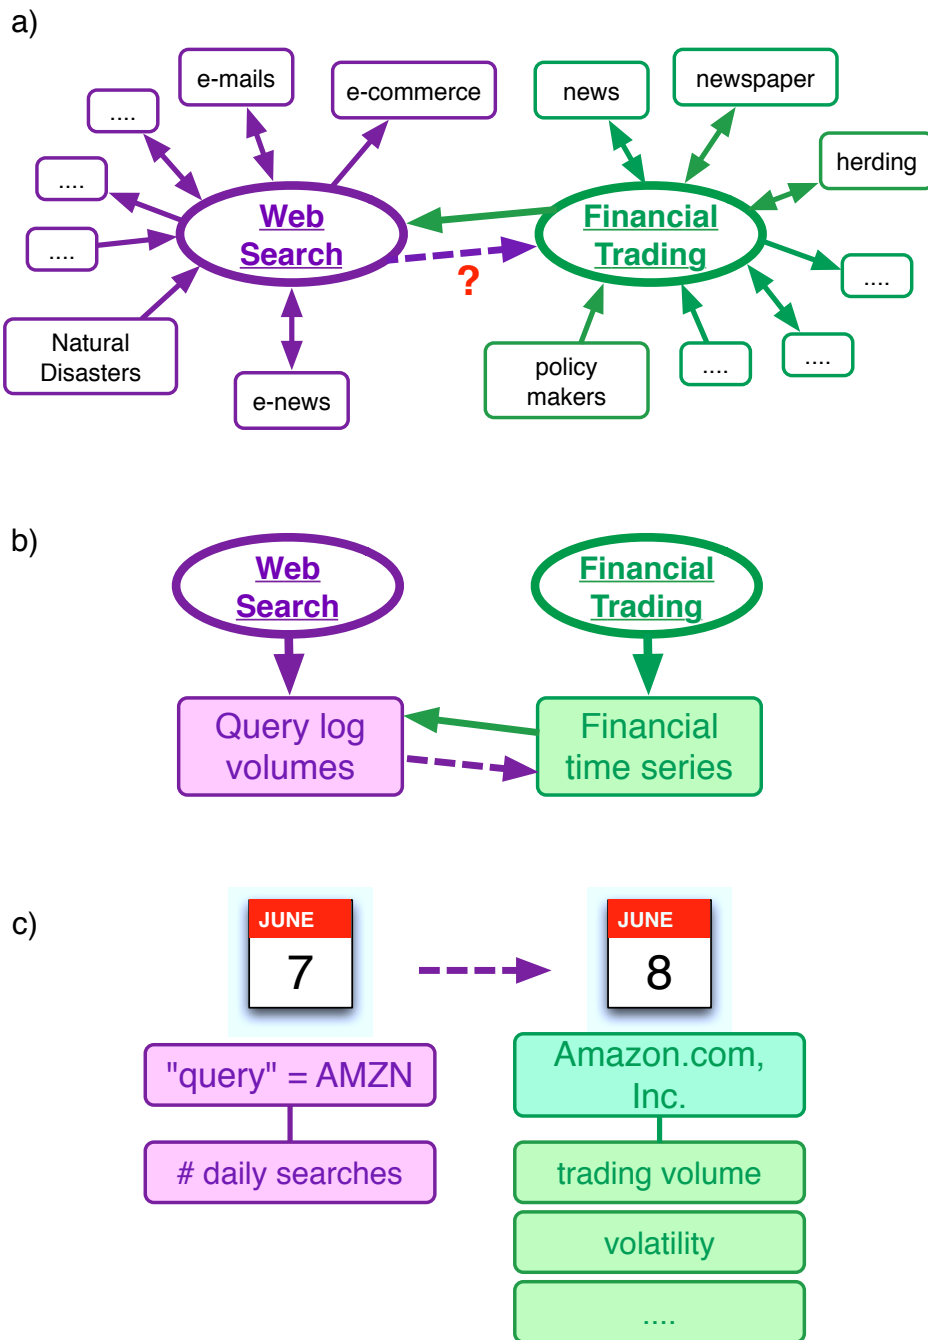 a)
e-mails
e-commerce
....
....
....
Web
Search
Natural
Disasters
e-news
?
news
newspaper
herding
Financial
Trading
....
....
....
policy
makers
b)
Web
Search
Financial
Trading
Query log
volumes
Financial
time series
c)
JUNE
7
JUNE
8
"query" = AMZN
# daily searches
Amazon.com,
Inc.
trading volume
volatility
....